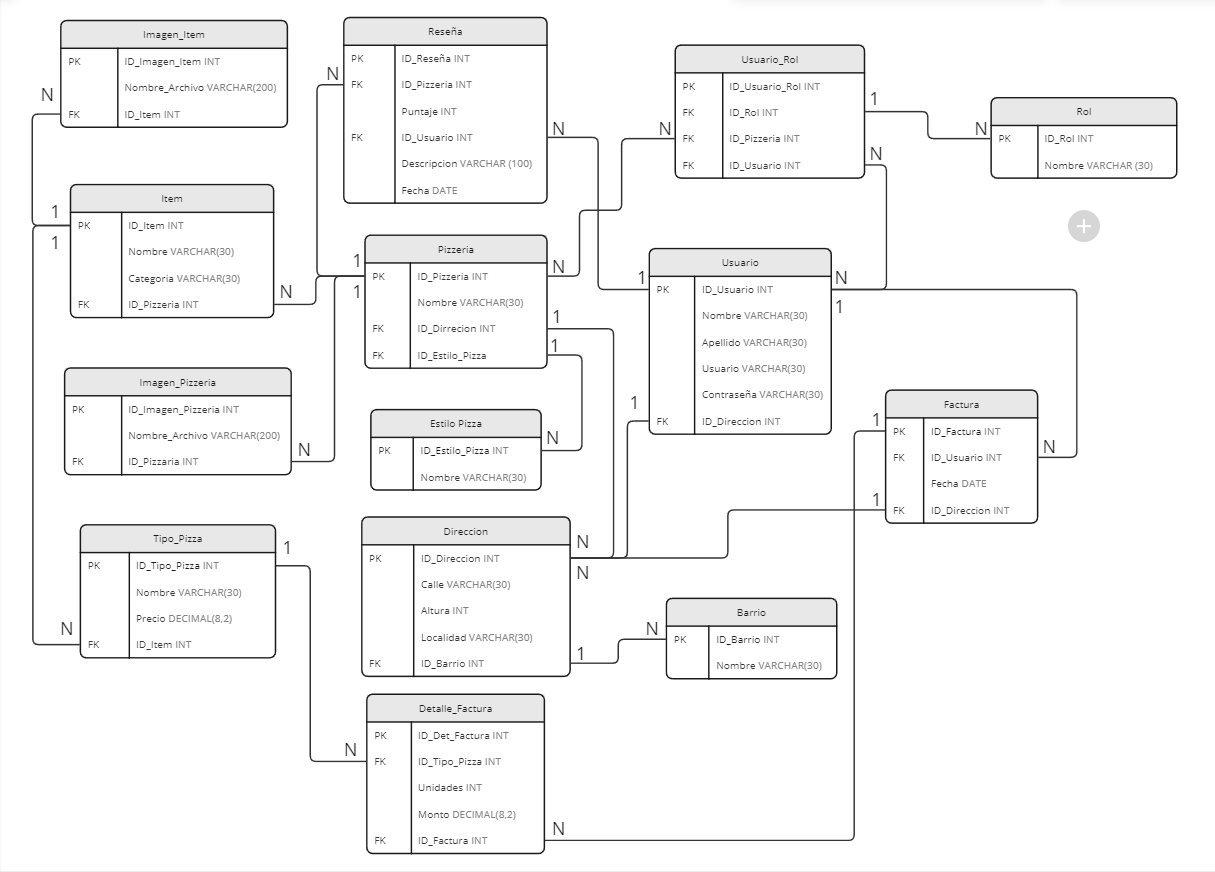 Imagen_Item
PK ID_Imagen_Item INT
Nombre_Archivo VARCHAR(200)
FK ID_Item INT
N
Reseña
PK ID_Reseña INT
FK ID_Pizzeria INT
Puntaje INT
FK ID_Usuario INT
Descripcion VARCHAR (100)
Fecha DATE
N
N
Usuario_Rol
PK ID_Usuario_Rol INT
FK ID_Rol INT
FK ID_Pizzeria INT
FK ID_Usuario INT
N
1
N
Rol
PK ID_Rol INT
Nombre VARCHAR (30)
N
Item
PK ID_Item INT
Nombre VARCHAR(30)
Categoria VARCHAR(30)
FK ID_Pizzeria INT
1
1
N
Pizzeria
PK ID_Pizzeria INT
Nombre VARCHAR(30)
FK ID_Dirrecion INT
FK ID_Estilo_Pizza
1
1
N
1
1
Usuario
PK ID_Usuario INT
Nombre VARCHAR(30)
Apellido VARCHAR(30)
Usuario VARCHAR(30)
Contraseña VARCHAR(30)
FK ID_Direccion INT
1
N
1
1
Imagen_Pizzeria
PK ID_Imagen_Pizzeria INT
Nombre_Archivo VARCHAR(200)
FK ID_Pizzaria INT
N
Estilo Pizza
PK ID_Estilo_Pizza INT
Nombre VARCHAR(30)
N
Factura
PK ID_Factura INT
FK ID_Usuario INT
Fecha DATE
FK ID_Direccion INT
1
N
1
Tipo_Pizza
PK ID_Tipo_Pizza INT
Nombre VARCHAR(30)
Precio DECIMAL(8,2)
FK ID_Item INT
1
N
Direccion
PK ID_Direccion INT
Calle VARCHAR(30)
Altura INT
Localidad VARCHAR(30)
FK ID_Barrio INT
N
N
1
Barrio
PK ID_Barrio INT
Nombre VARCHAR(30)
N
Detalle_Factura
PK ID_Det_Factura INT
FK ID_Tipo_Pizza INT
Unidades INT
Monto DECIMAL(8,2)
FK ID_Factura INT
N
N